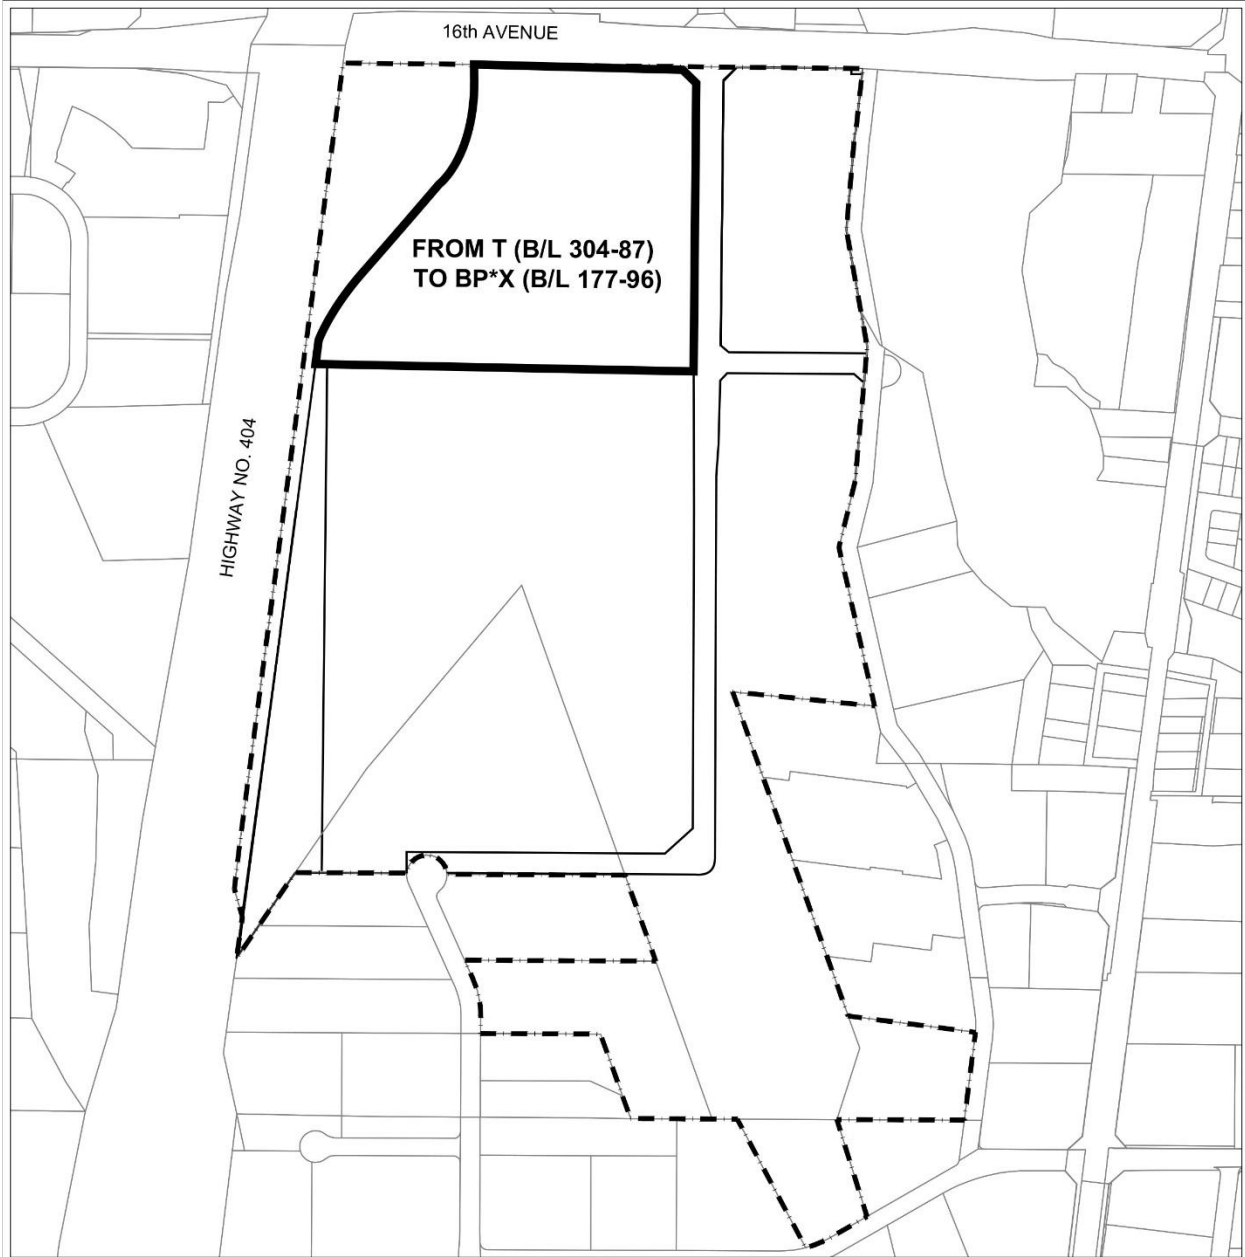 16th AVENUE
FROM T (B/L 304-87)
TO BP*X (B/L 177-96)
HIGHWAY NO. 404